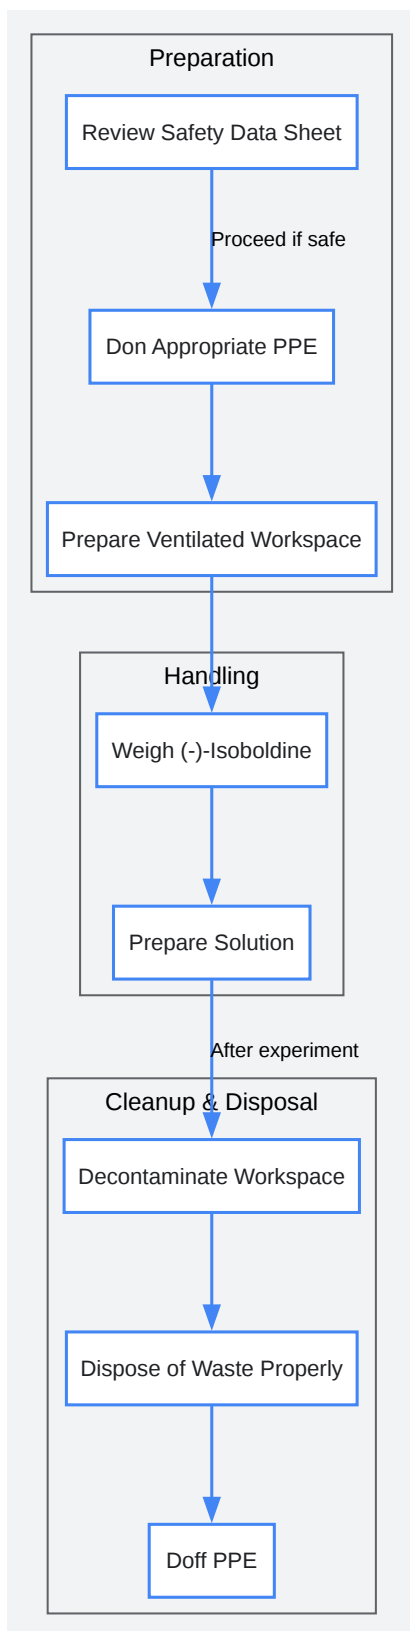 Preparation
Review Safety Data Sheet
Proceed if safe
Don Appropriate PPE
Prepare Ventilated Workspace
Handling
Weigh (-)-Isoboldine
Prepare Solution
After experiment
Cleanup & Disposal
Decontaminate Workspace
Dispose of Waste Properly
Doff PPE